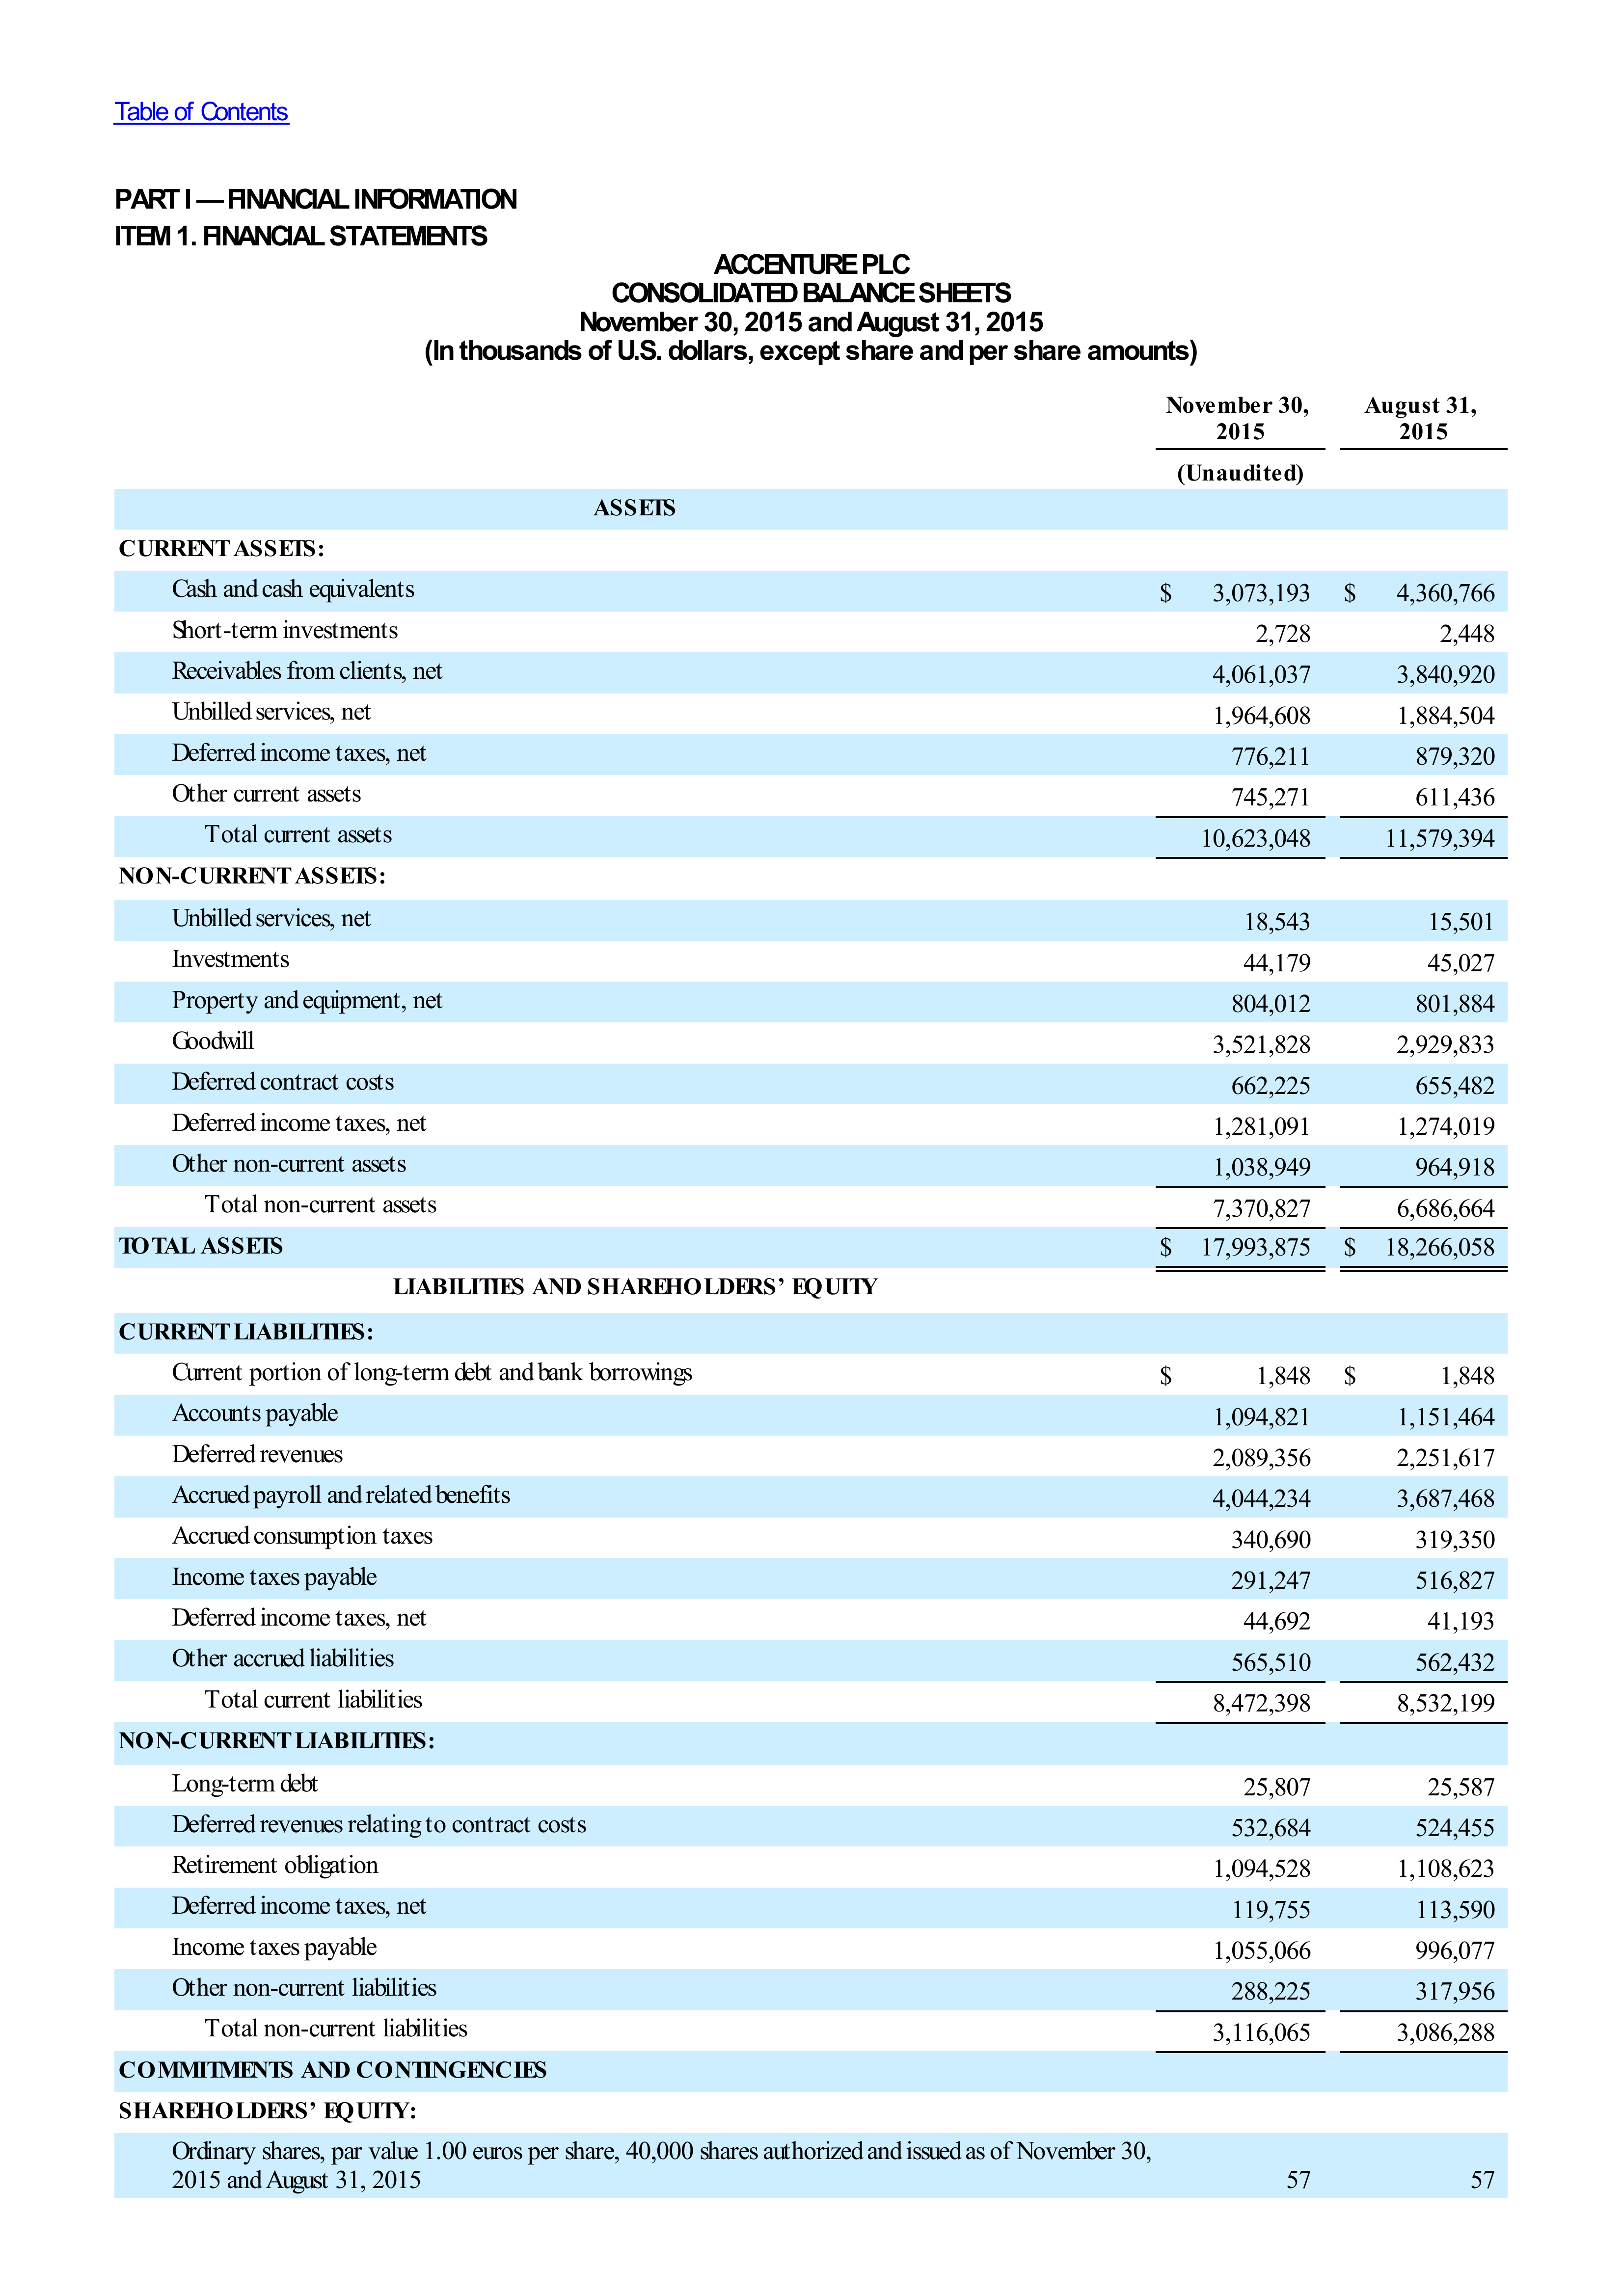 Table of Contents
PART I — FINANCIAL INFORMATION
ITEM 1. FINANCIAL STATEMENTS
ACCENTURE PLC
CONSOLIDATED BALANCE SHEETS
November 30, 2015 and August 31, 2015
(In thousands of U.S. dollars, except share and per share amounts)
November 30, 2015 August 31, 2015
(Unaudited)
ASSETS
CURRENT ASSETS:
Cash and cash equivalents $ 3,073,193 $ 4,360,766
Short-term investments 2,728 2,448
Receivables from clients, net 4,061,037 3,840,920
Unbilled services, net 1,964,608 1,884,504
Deferred income taxes, net 776,211 879,320
Other current assets 745,271 611,436
Total current assets 10,623,048 11,579,394
NON-CURRENT ASSETS:
Unbilled services, net 18,543 15,501
Investments 44,179 45,027
Property and equipment, net 804,012 801,884
Goodwill 3,521,828 2,929,833
Deferred contract costs 662,225 655,482
Deferred income taxes, net 1,281,091 1,274,019
Other non-current assets 1,038,949 964,918
Total non-current assets 7,370,827 6,686,664
TOTAL ASSETS $ 17,993,875 $ 18,266,058
LIABILITIES AND SHAREHOLDERS’ EQUITY
CURRENT LIABILITIES:
Current portion of long-term debt and bank borrowings $ 1,848 $ 1,848
Accounts payable 1,094,821 1,151,464
Deferred revenues 2,089,356 2,251,617
Accrued payroll and related benefits 4,044,234 3,687,468
Accrued consumption taxes 340,690 319,350
Income taxes payable 291,247 516,827
Deferred income taxes, net 44,692 41,193
Other accrued liabilities 565,510 562,432
Total current liabilities 8,472,398 8,532,199
NON-CURRENT LIABILITIES:
Long-term debt 25,807 25,587
Deferred revenues relating to contract costs 532,684 524,455
Retirement obligation 1,094,528 1,108,623
Deferred income taxes, net 119,755 113,590
Income taxes payable 1,055,066 996,077
Other non-current liabilities 288,225 317,956
Total non-current liabilities 3,116,065 3,086,288
COMMITMENTS AND CONTINGENCIES
SHAREHOLDERS’ EQUITY:
Ordinary shares, par value 1.00 euros per share, 40,000 shares authorized and issued as of November 30,
2015 and August 31, 2015 57 57